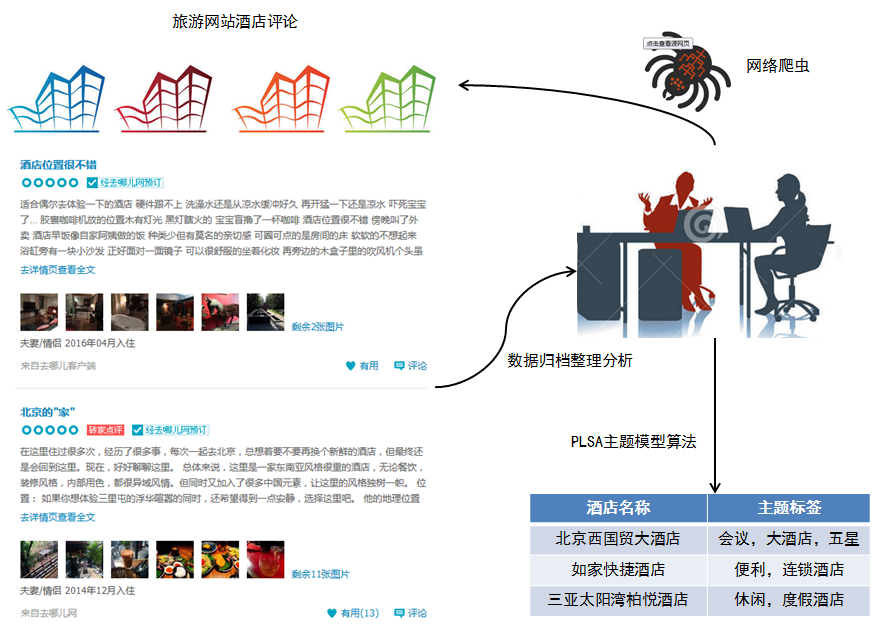 旅游网站酒店评论
点击查看源网页
网络爬虫
酒店位置很不错
经去哪儿网预订
适合偶尔去体验一下的酒店 硬件跟不上 洗澡水还是从凉水缓冲好久 再开猛一下还是凉水 吓死宝宝
了... 胶囊咖啡机放的位置木有灯光 黑灯瞎火的 宝宝盲撸了一杯咖啡 酒店位置很不错 傍晚叫了外
卖 酒店早饭像自家阿姨做的饭 种类少但有莫名的亲切感 可圆可点的是房间的床 软软的不想起来
浴缸旁有一块小沙发 正好面对一面镜子 可以很舒服的坐着化妆 再旁边的木盒子里的吹风机个头虽
去详情页查看全文
剩余2张图片
夫妻/情侣 2016年04月入住
来自去哪儿客户端
有用
评论
数据归档整理分析
北京的"家"
砖家点评
经去哪儿网预订
在这里住过很多次，经历了很多事，每次一起去北京，总想着要不要再换个新鲜的酒店，但最终还
是会回到这里。现在，好好聊聊这里。 总体来说，这里是一家东南亚风格很重的酒店，无论餐饮，
装修风格，内部用色，都很异域风情。但同时又加入了很多中国元素，让这里的风格独树一帜。 位
置： 如果你想体验三里屯的浮华喧嚣的同时，还希望得到一点安静，选择这里吧。 他的地理位置
去详情页查看全文
剩余11张图片
夫妻/情侣 2014年12月入住
来自去哪儿网
有用(13)
评论
PLSA主题模型算法
酒店名称 主题标签
北京西国贸大酒店 会议，大酒店，五星
如家快捷酒店 便利，连锁酒店
三亚太阳湾柏悦酒店 休闲，度假酒店